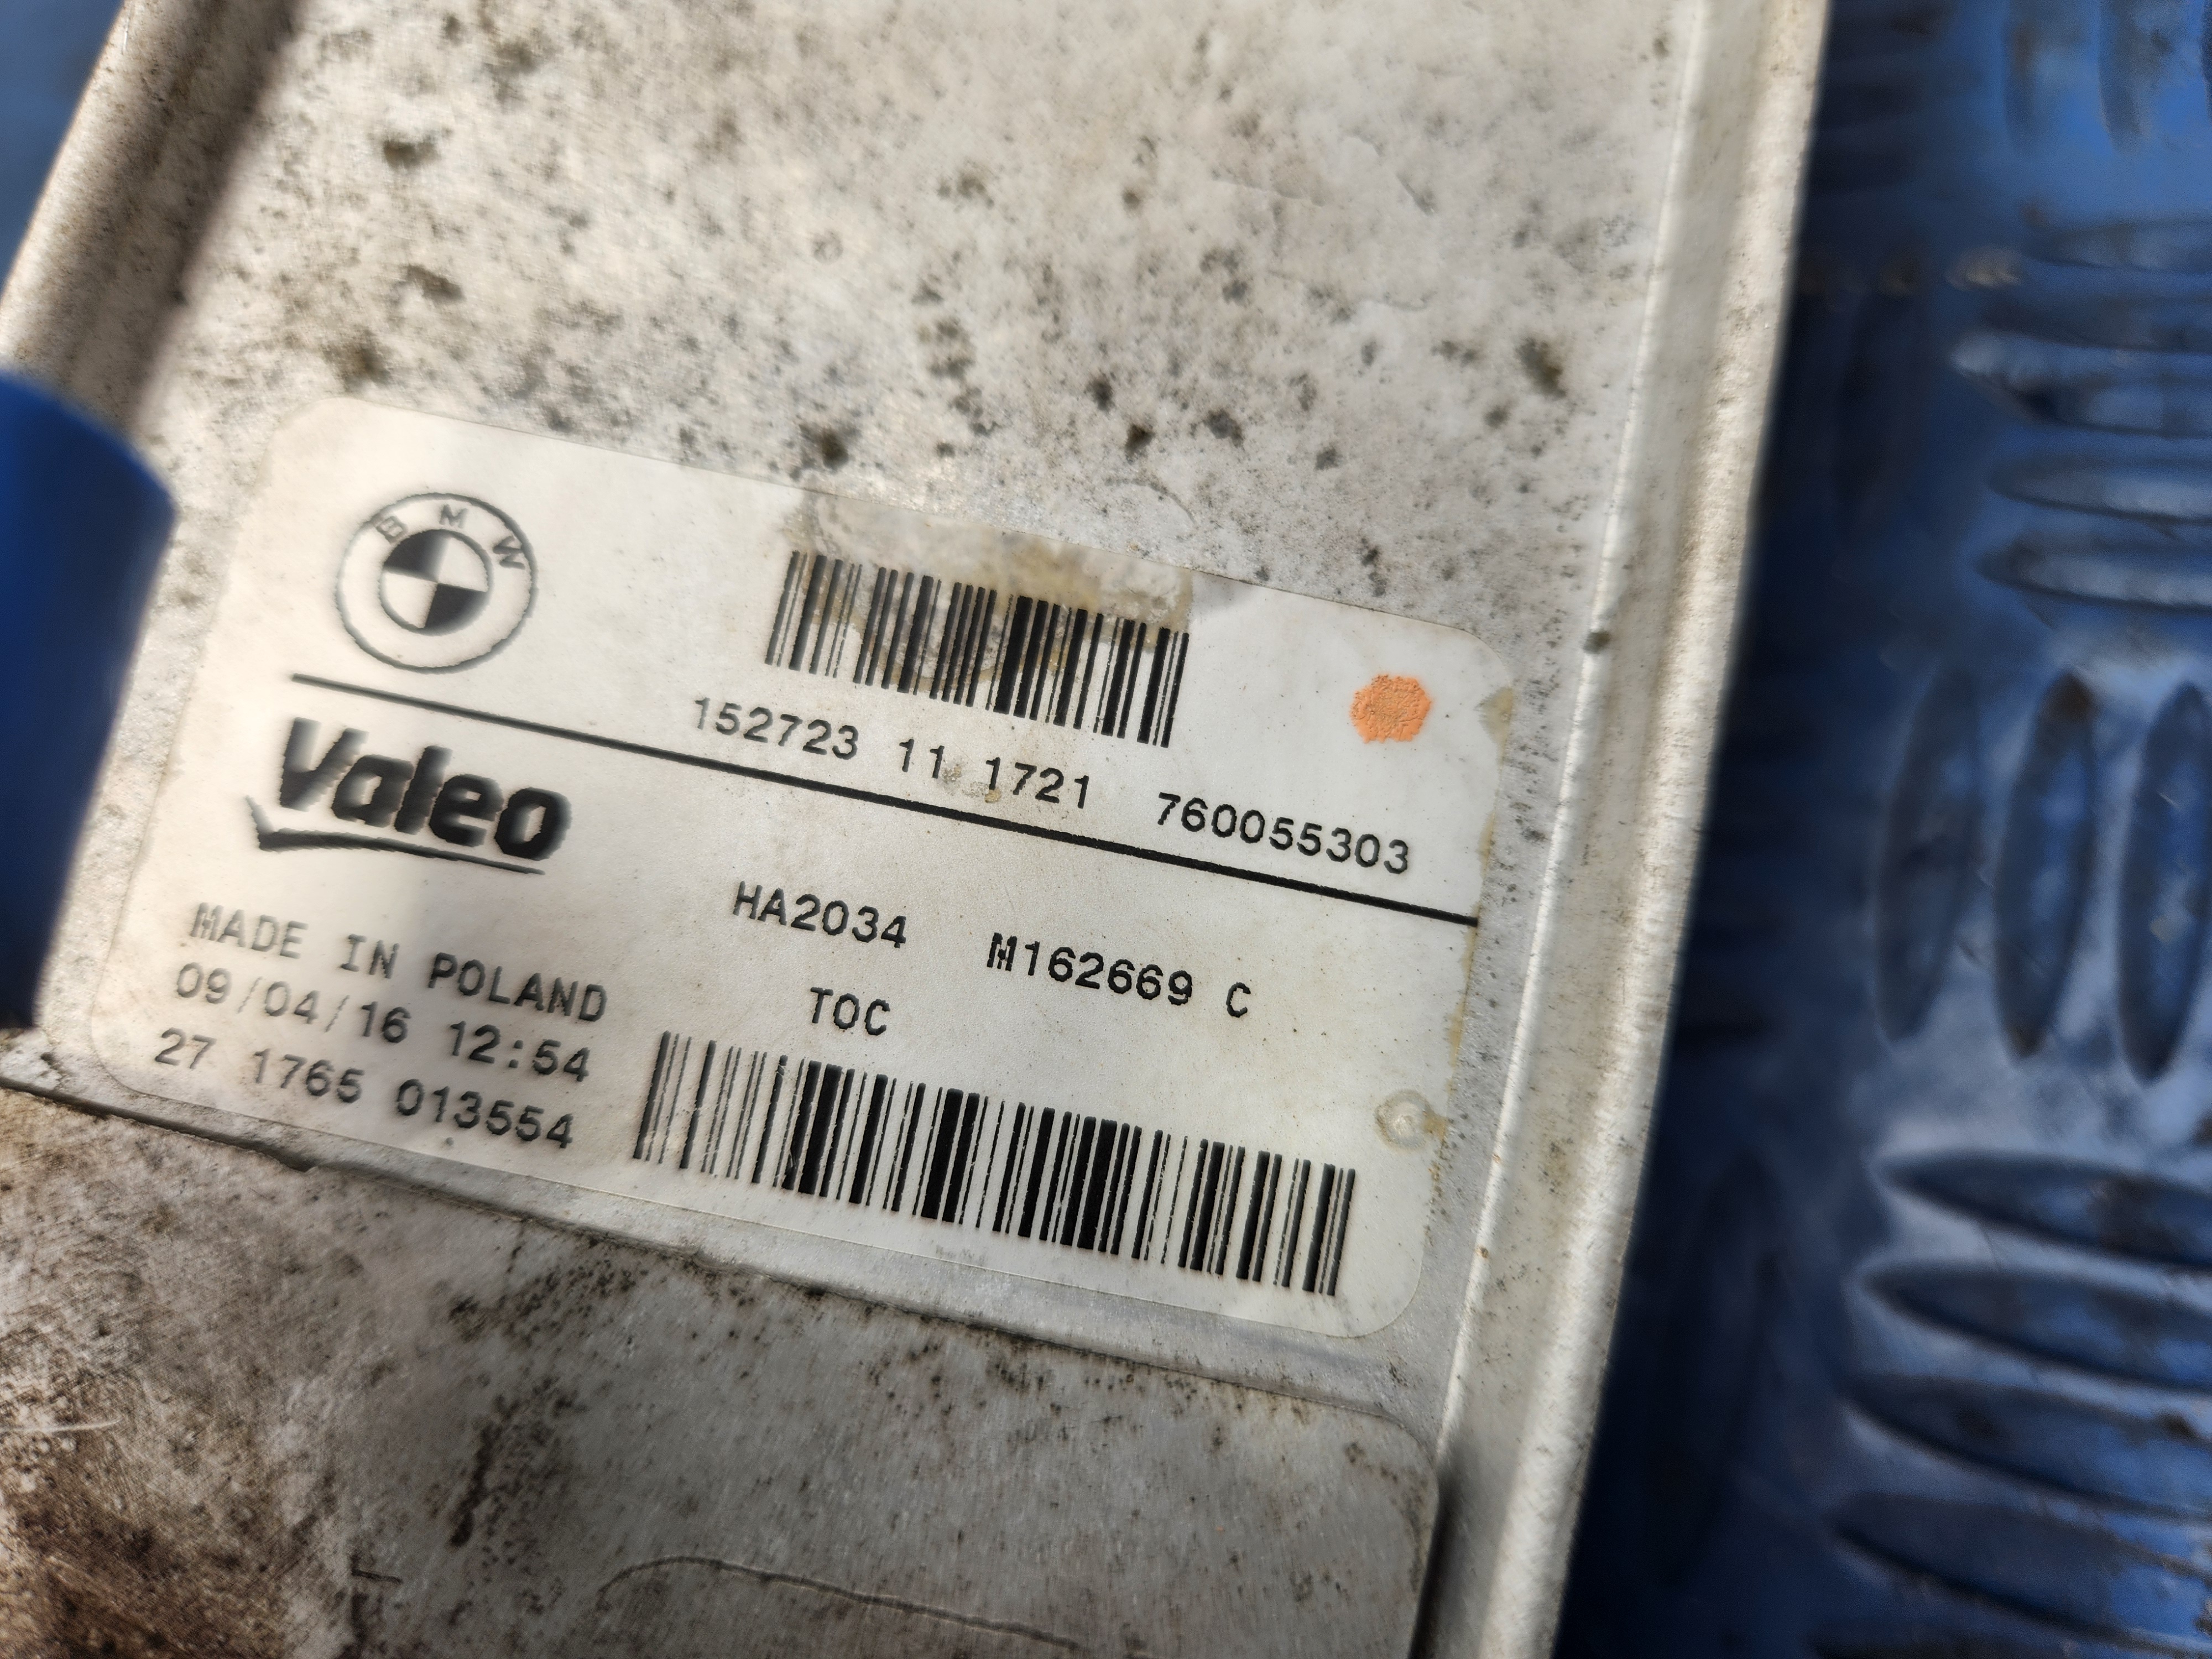 BMW
152723 11 1721 760055303
Valeo
HA2034 M162669 C
MADE IN POLAND
TOC
09/04/16 12:54
27 1765 013554